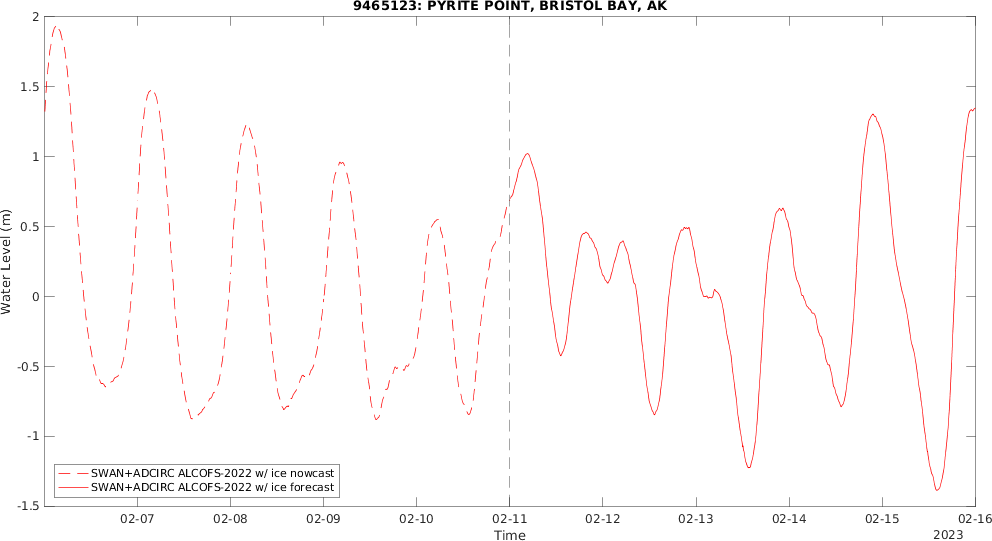 9465123: PYRITE POINT, BRISTOL BAY, AK
2
1.5
1
0.5
0
-0.5
-1
-1.5
Water Level (m)
SWAN+ADCIRC ALCOFS-2022 w/ ice nowcast
SWAN+ADCIRC ALCOFS-2022 w/ ice forecast
02-07 02-08 02-09 02-10 02-11 02-12 02-13 02-14 02-15 02-16
Time
2023